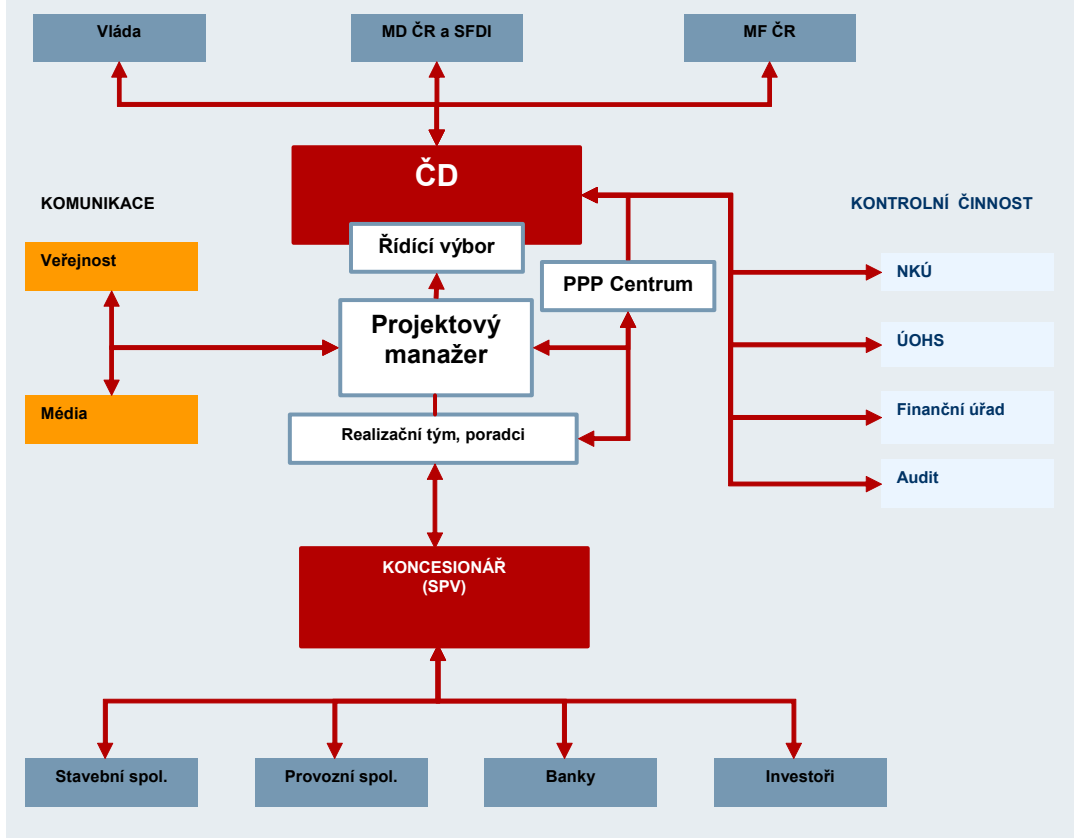 Vláda
MD ČR a SFDI
MF ČR
ČD
KOMUNIKACE
KONTROLNÍ ČINNOST
Řídící výbor
Veřejnost
NKÚ
PPP Centrum
Projektový
manažer
ÚOHS
Média
Finanční úřad
Realizační tým, poradci
Audit
KONCESIONÁŘ
(SPV)
Stavební spol.
Provozní spol.
Banky
Investoři